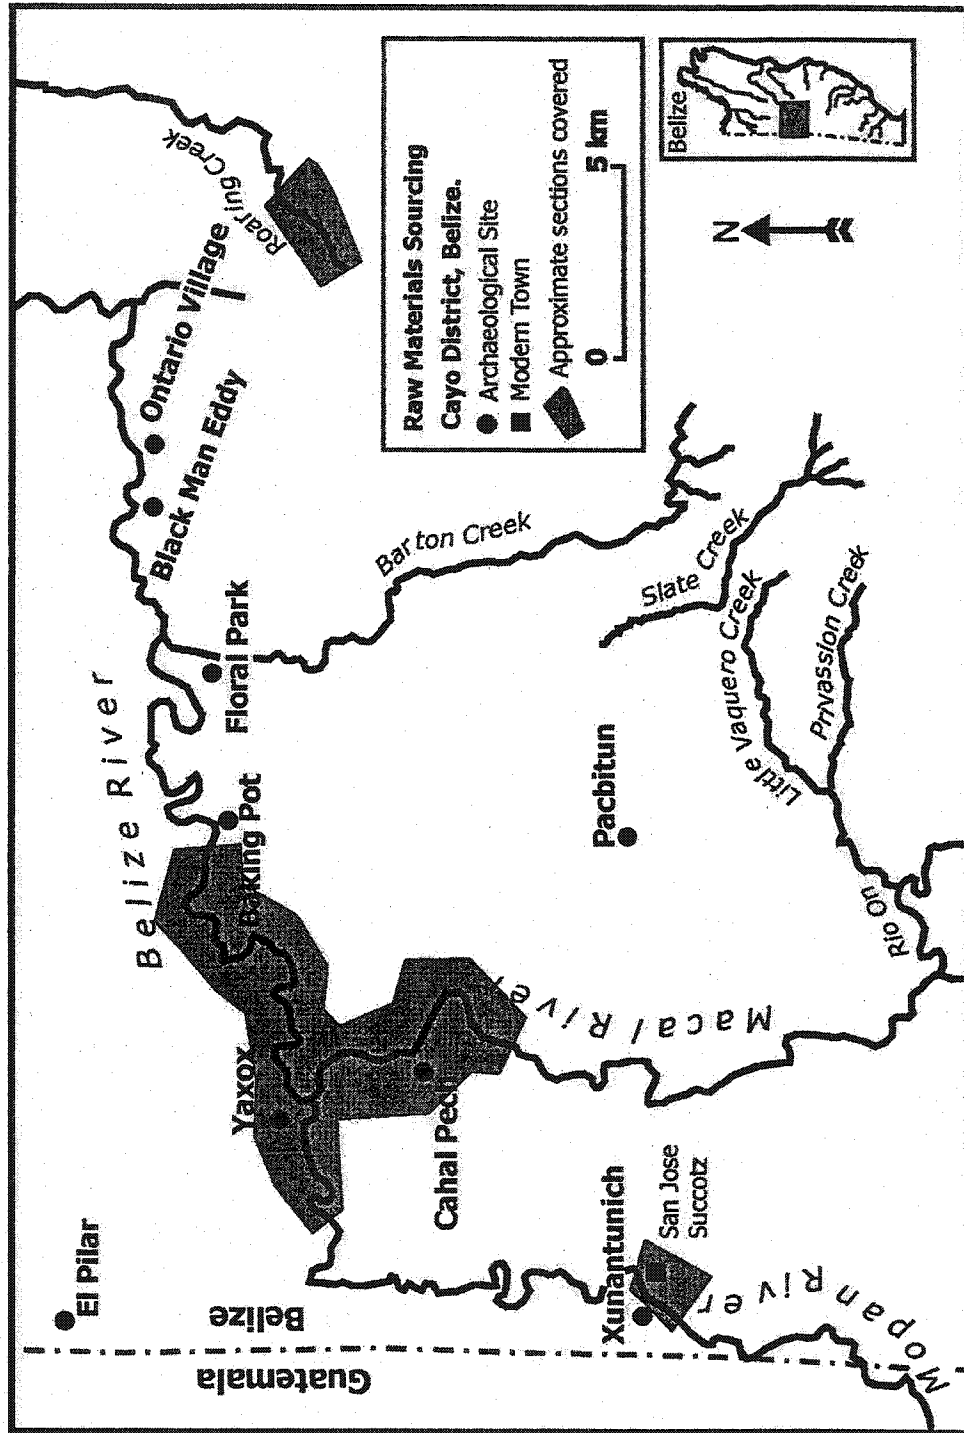 Guatemala
Belize
El Pilar
Belize River
Yaxox
Baking Pot
Floral Park
Black Man Eddy
Ontario Village
Roaring Creek
Cahal Pech
Macal River
Barton Creek
Xunantunich
San Jose
Succotz
Mopan River
Pacbitun
Slate Creek
Little Vaquero Creek
Privassion Creek
Rio On
Raw Materials Sourcing
Cayo District, Belize.
Archaeological Site
Modern Town
Approximate sections covered
0 5 km
N
Belize